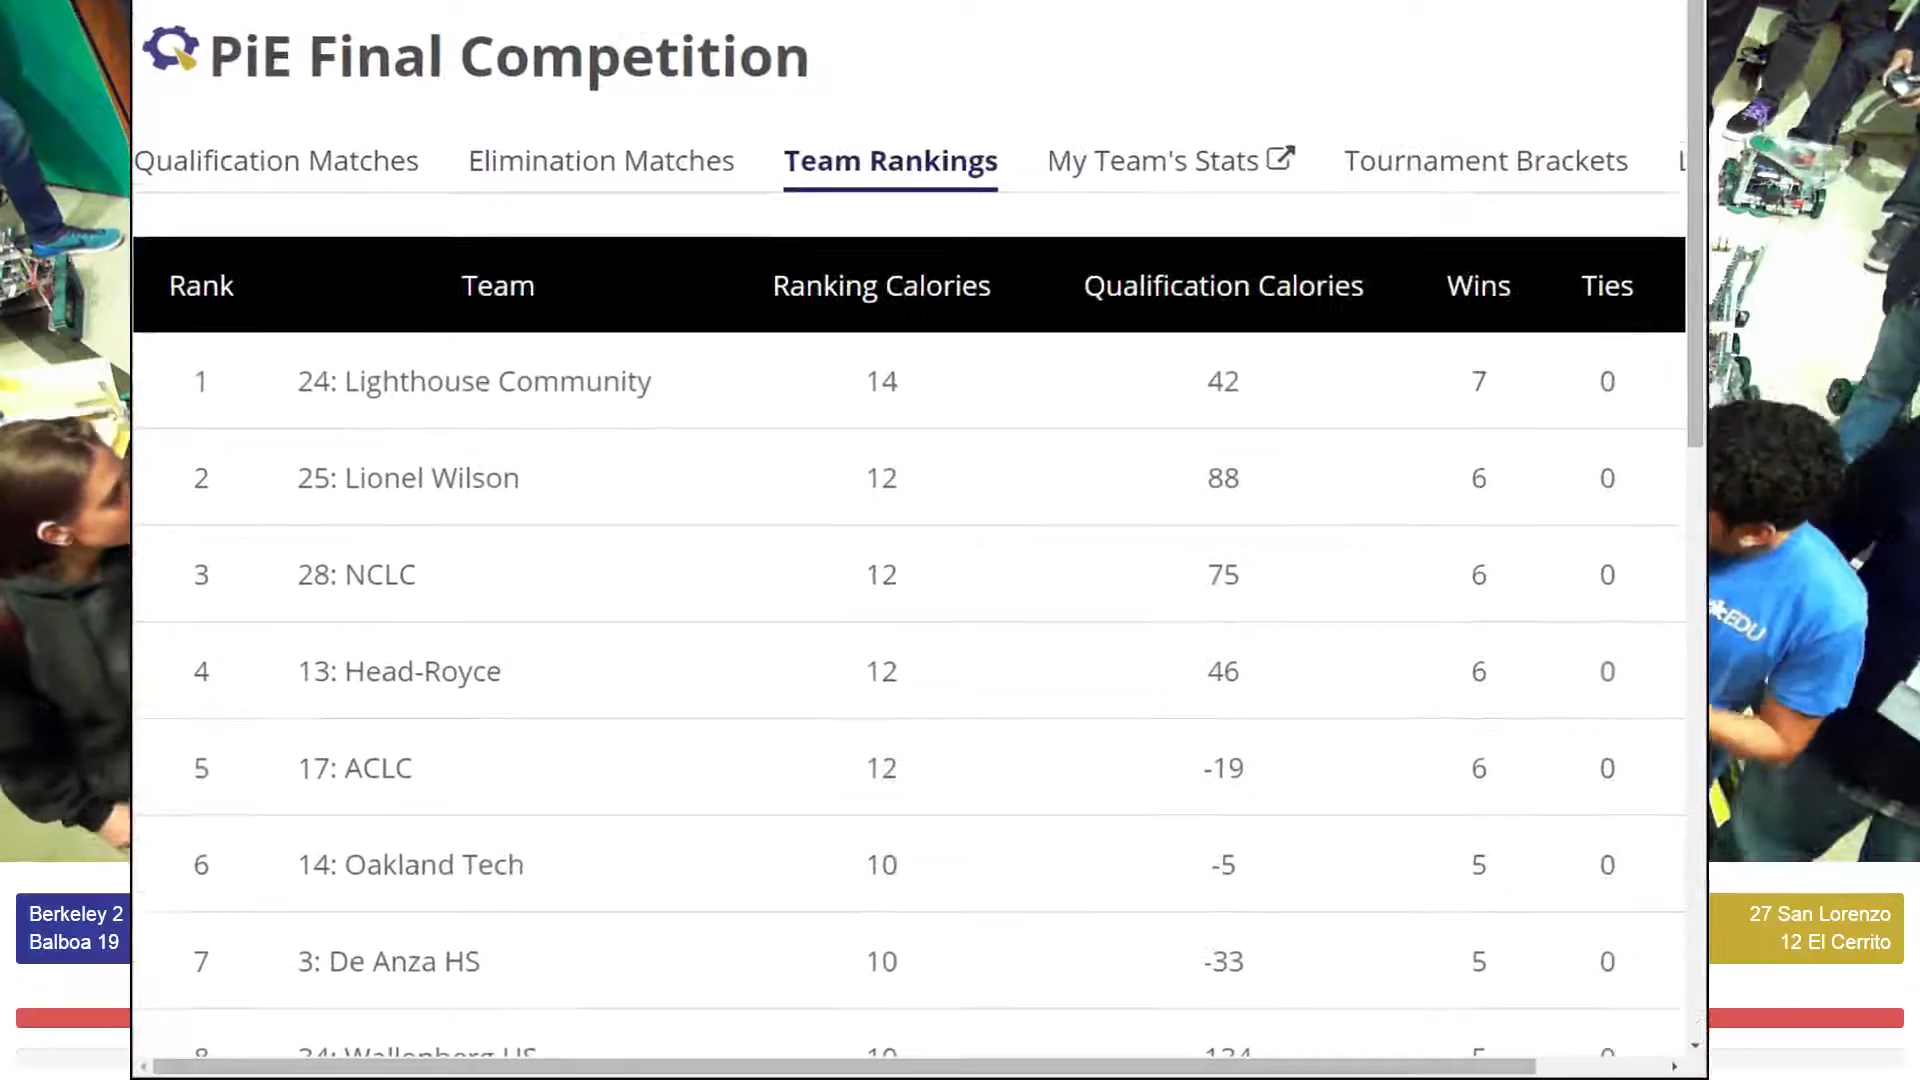 PiE Final Competition
Qualification Matches Elimination Matches Team Rankings My Team's Stats Tournament Brackets
Rank Team Ranking Calories Qualification Calories Wins Ties
1 24: Lighthouse Community 14 42 7 0
2 25: Lionel Wilson 12 88 6 0
3 28: NCLC 12 75 6 0
4 13: Head-Royce 12 46 6 0
5 17: ACLC 12 -19 6 0
6 14: Oakland Tech 10 -5 5 0
7 3: De Anza HS 10 -33 5 0
Berkeley 2
Balboa 19
27 San Lorenzo
12 El Cerrito
EDU